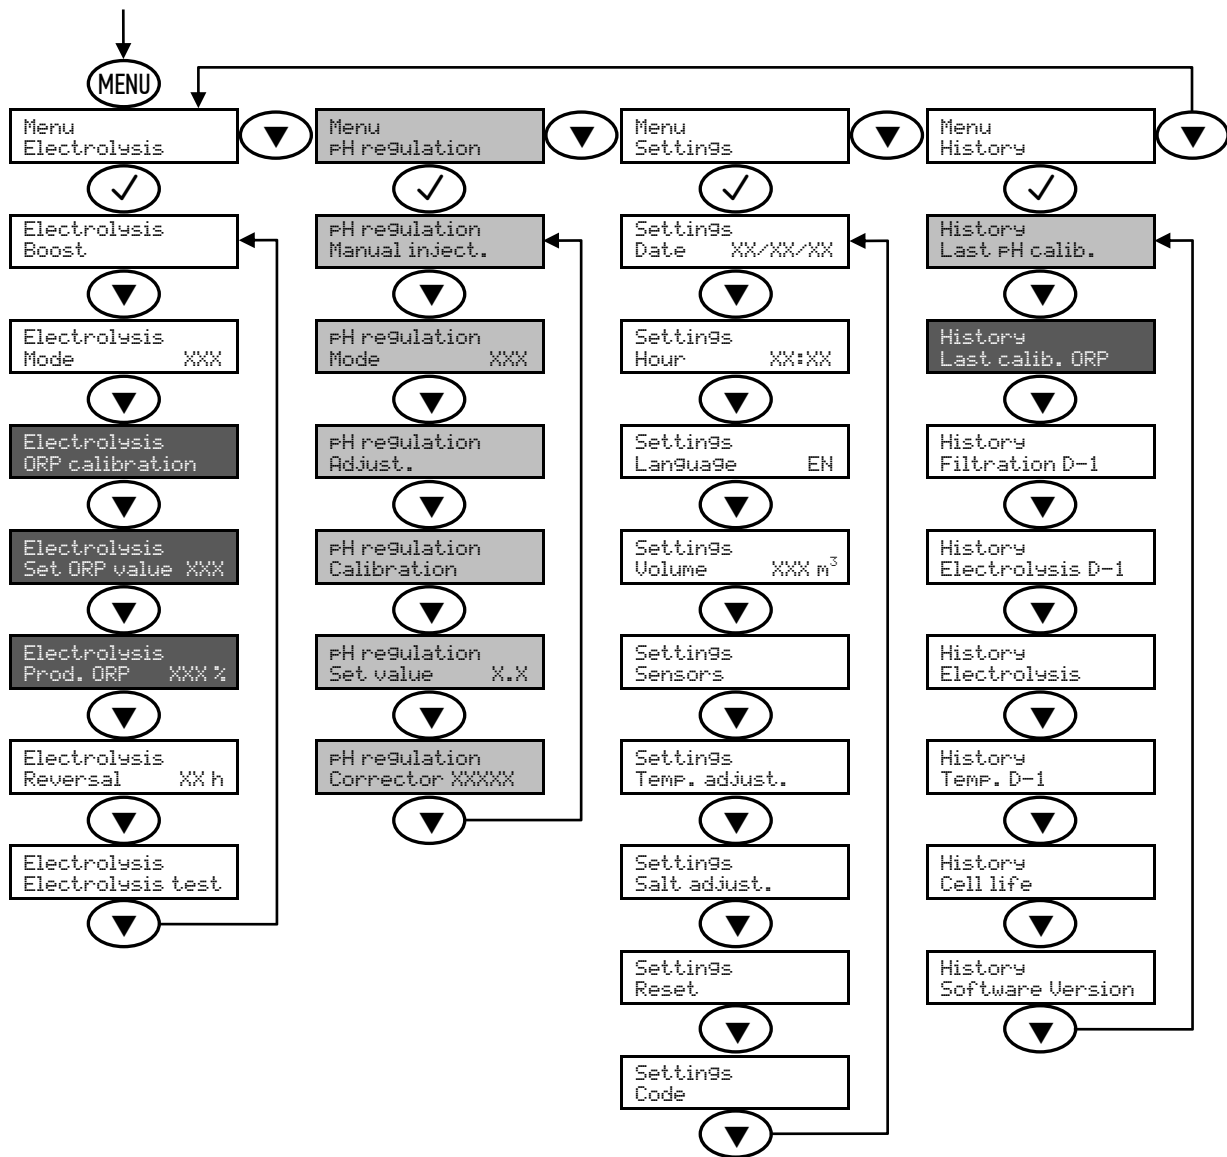 MENU
Menu
Electrolysis
Electrolysis
Boost
Electrolysis
Mode XXX
Electrolysis
ORP calibration
Electrolysis
Set ORP value XXX
Electrolysis
Prod. ORP XXX %
Electrolysis
Reversal XX h
Electrolysis
Electrolysis test
Menu
pH regulation
pH regulation
Manual inject.
pH regulation
Mode XXX
pH regulation
Adjust.
pH regulation
Calibration
pH regulation
Set value X.X
pH regulation
Corrector XXXXX
Menu
Settings
Settings
Date XX/XX/XX
Settings
Hour XX:XX
Settings
Language EN
Settings
Volume XXX m³
Settings
Sensors
Settings
Temp. adjust.
Settings
Salt adjust.
Settings
Reset
Settings
Code
Menu
History
History
Last pH calib.
History
Last calib. ORP
History
Filtration D-1
History
Electrolysis D-1
History
Electrolysis
History
Temp. D-1
History
Cell life
History
Software Version